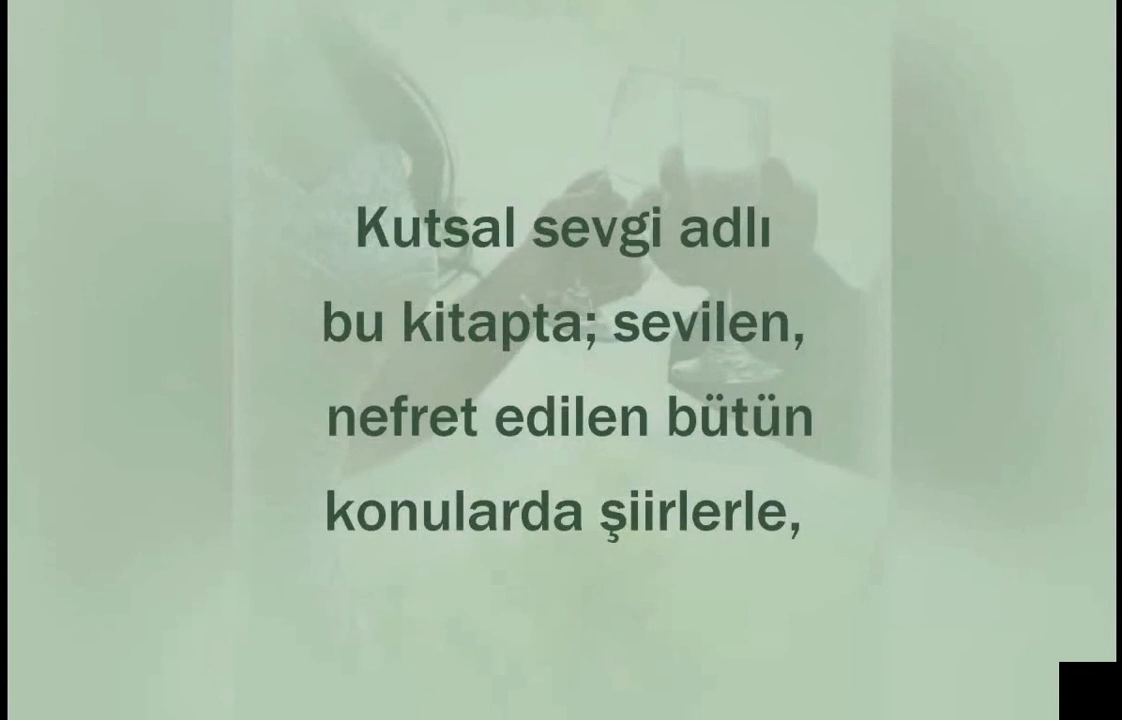 Kutsal sevgi adlı
bu kitapta; sevilen,
nefret edilen bütün
konularda şiirlerle,